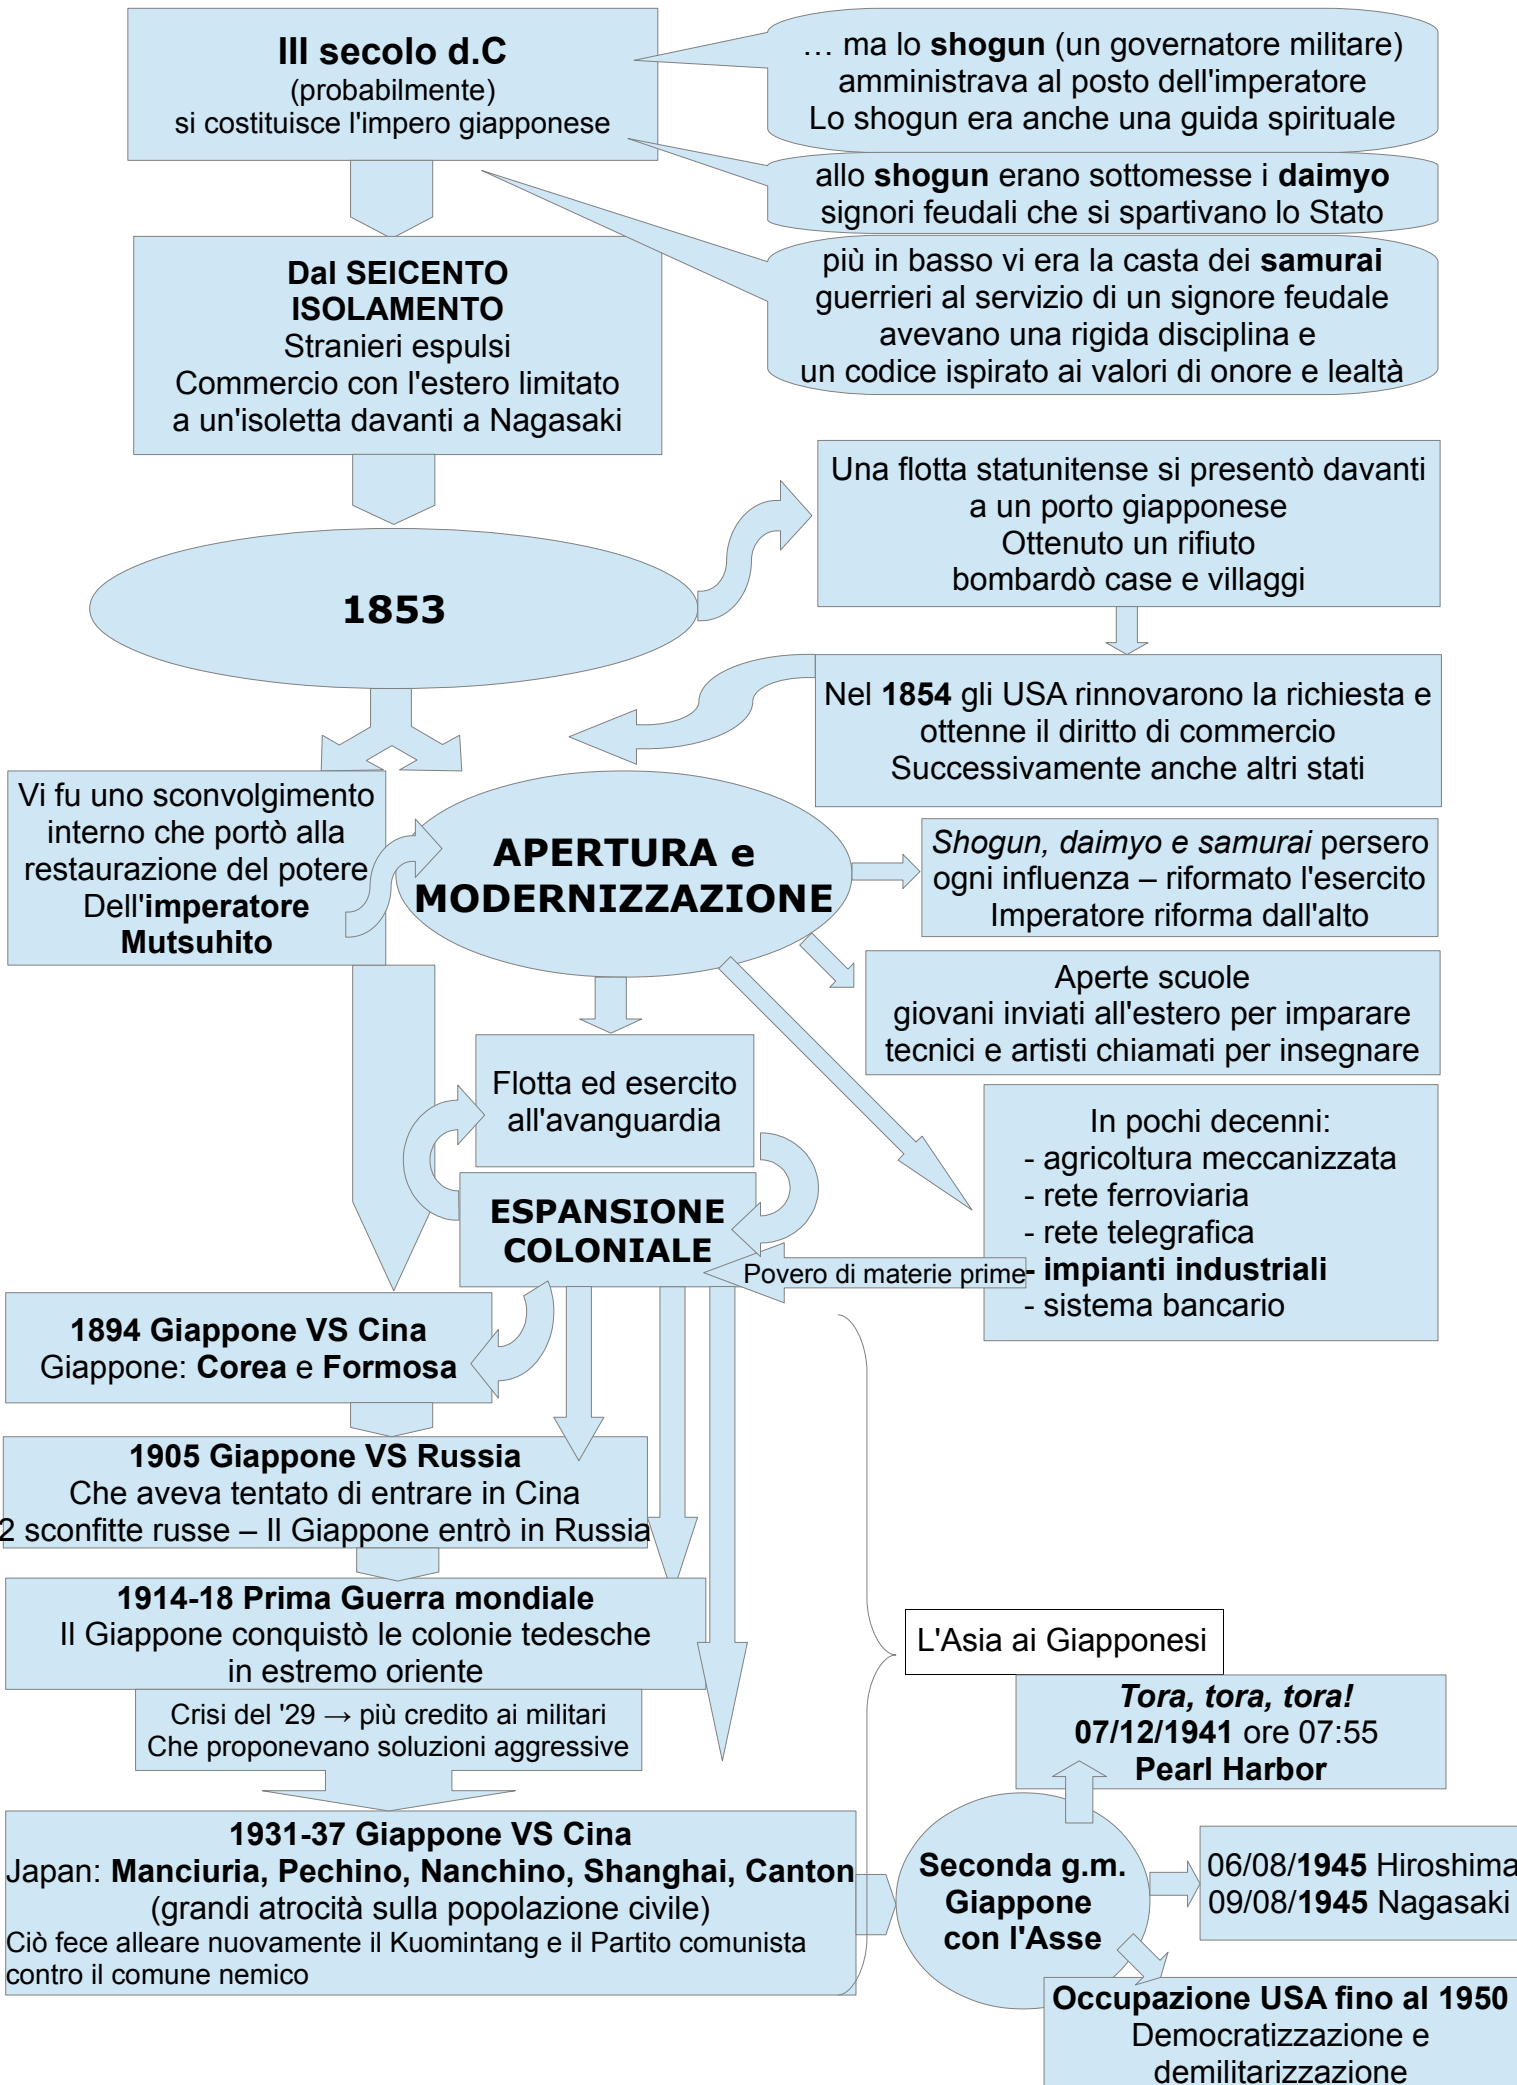 III secolo d.C
(probabilmente)
si costituisce l'impero giapponese
… ma lo shogun (un governatore militare)
amministrava al posto dell'imperatore
Lo shogun era anche una guida spirituale
allo shogun erano sottomesse i daimyo
signori feudali che si spartivano lo Stato
più in basso vi era la casta dei samurai
guerrieri al servizio di un signore feudale
avevano una rigida disciplina e
un codice ispirato ai valori di onore e lealtà
Dal SEICENTO
ISOLAMENTO
Stranieri espulsi
Commercio con l'estero limitato
a un'isoletta davanti a Nagasaki
1853
Una flotta statunitense si presentò davanti
a un porto giapponese
Ottenuto un rifiuto
bombardò case e villaggi
Nel 1854 gli USA rinnovarono la richiesta e
ottenne il diritto di commercio
Successivamente anche altri stati
Vi fu uno sconvolgimento
interno che portò alla
restaurazione del potere
Dell'imperatore
Mutsuhito
APERTURA e
MODERNIZZAZIONE
Shogun, daimyo e samurai persero
ogni influenza – riformato l'esercito
Imperatore riforma dall'alto
Aperte scuole
giovani inviati all'estero per imparare
tecnici e artisti chiamati per insegnare
Flotta ed esercito
all'avanguardia
In pochi decenni:
- agricoltura meccanizzata
- rete ferroviaria
- rete telegrafica
- impianti industriali
- sistema bancario
ESPANSIONE
COLONIALE
Povero di materie prime
1894 Giappone VS Cina
Giappone: Corea e Formosa
1905 Giappone VS Russia
Che aveva tentato di entrare in Cina
2 sconfitte russe – Il Giappone entrò in Russia
1914-18 Prima Guerra mondiale
Il Giappone conquistò le colonie tedesche
in estremo oriente
Crisi del '29 → più credito ai militari
Che proponevano soluzioni aggressive
1931-37 Giappone VS Cina
Japan: Manciuria, Pechino, Nanchino, Shanghai, Canton
(grandi atrocità sulla popolazione civile)
Ciò fece alleare nuovamente il Kuomintang e il Partito comunista
contro il comune nemico
L'Asia ai Giapponesi
Tora, tora, tora!
07/12/1941 ore 07:55
Pearl Harbor
Seconda g.m.
Giappone
con l'Asse
06/08/1945 Hiroshima
09/08/1945 Nagasaki
Occupazione USA fino al 1950
Democratizzazione e
demilitarizzazione